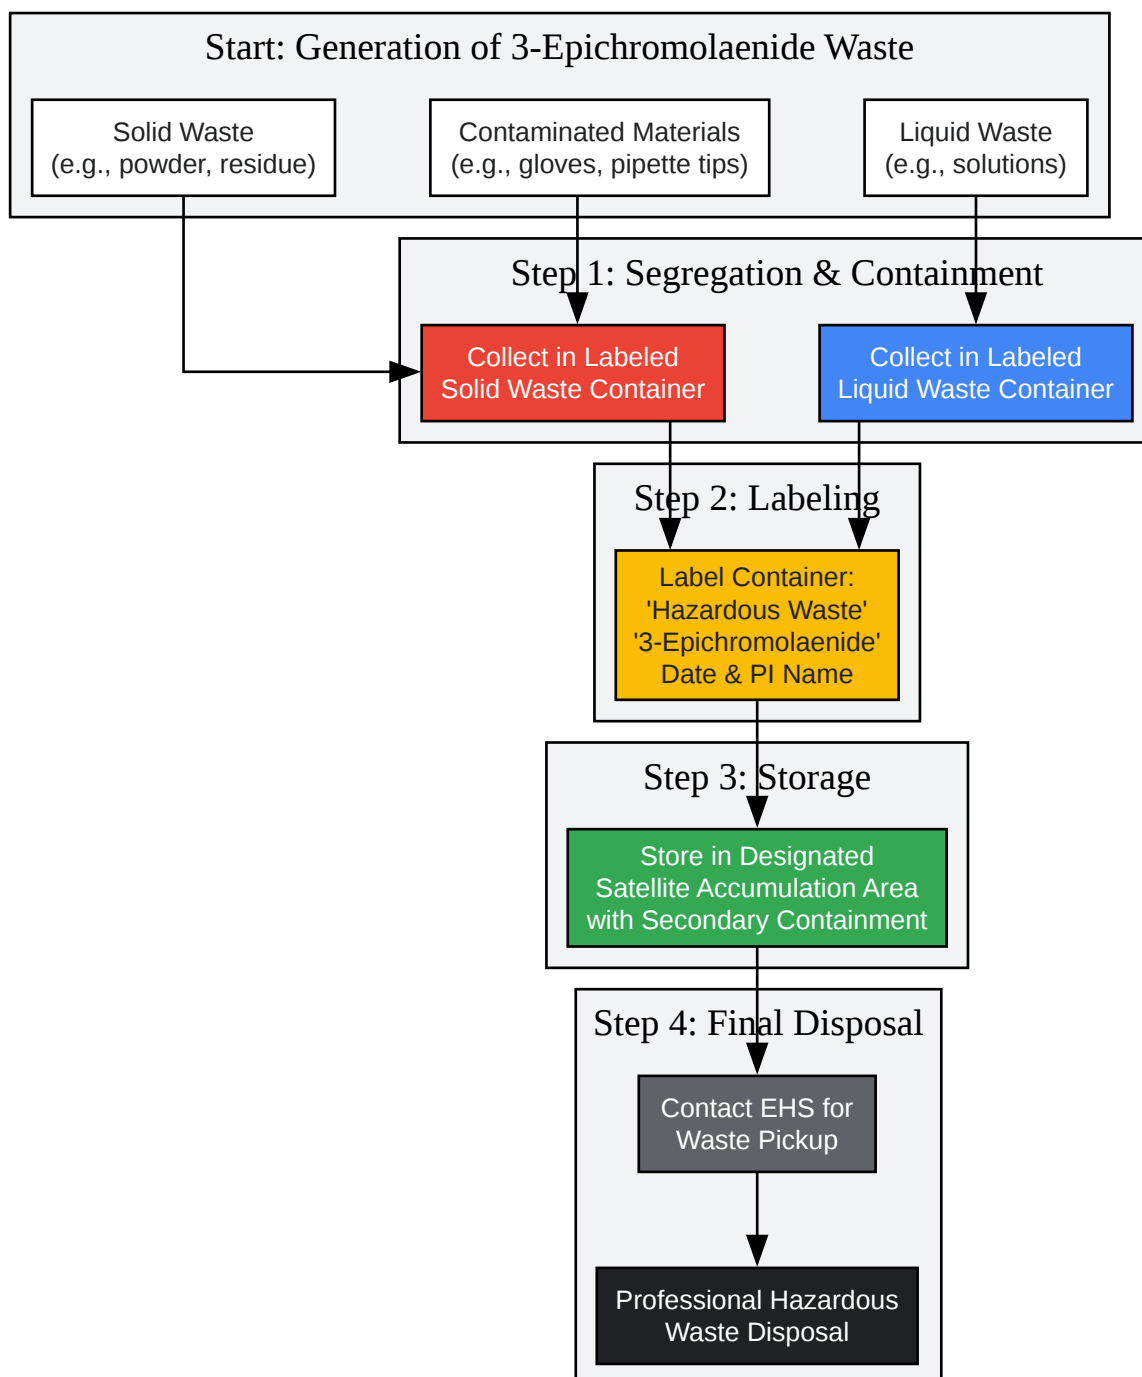 Start: Generation of 3-Epichromolaenide Waste
Solid Waste
(e.g., powder, residue)
Contaminated Materials
(e.g., gloves, pipette tips)
Liquid Waste
(e.g., solutions)
Step 1: Segregation & Containment
Collect in Labeled
Solid Waste Container
Collect in Labeled
Liquid Waste Container
Step 2: Labeling
Label Container:
'Hazardous Waste'
'3-Epichromolaenide'
Date & PI Name
Step 3: Storage
Store in Designated
Satellite Accumulation Area
with Secondary Containment
Step 4: Final Disposal
Contact EHS for
Waste Pickup
Professional Hazardous
Waste Disposal